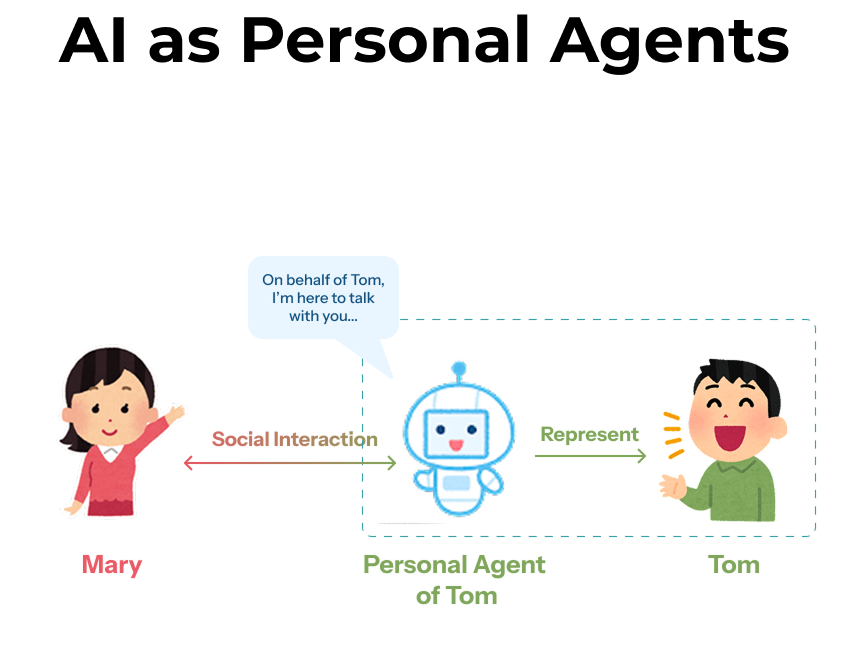 AI as Personal Agents
On behalf of Tom,
I'm here to talk
with you...
Social Interaction
Represent
Mary
Personal Agent
of Tom
Tom